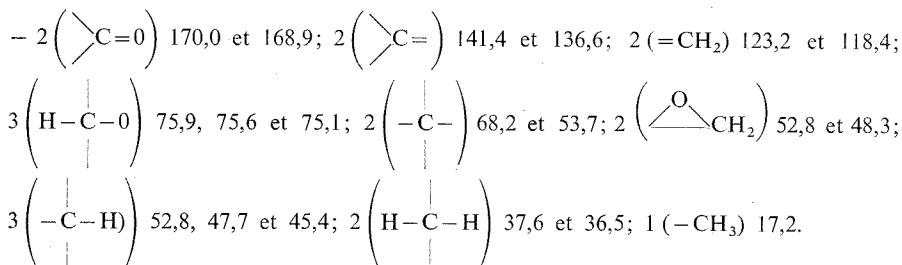 − 2 ( >C=0 ) 170,0 et 168,9; 2 ( >C= ) 141,4 et 136,6; 2 (=CH₂) 123,2 et 118,4;
3 ( H−C−0 ) 75,9, 75,6 et 75,1; 2 ( −C− ) 68,2 et 53,7; 2 ( O CH₂ ) 52,8 et 48,3;
3 ( −C−H) ) 52,8, 47,7 et 45,4; 2 ( H−C−H ) 37,6 et 36,5; 1 (−CH₃) 17,2.